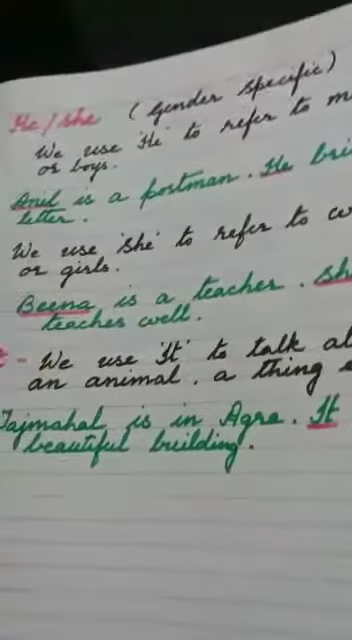 He/she (Gender specific)
We use 'He' to refer to
or boys.
Anil is a postman. He
letter.
We use 'She' to refer to
or girls.
Beena is a teacher.
teaches well.
- We use 'It' to talk
an animal, a thing
Tajmahal is in Agra. It
beautiful building.